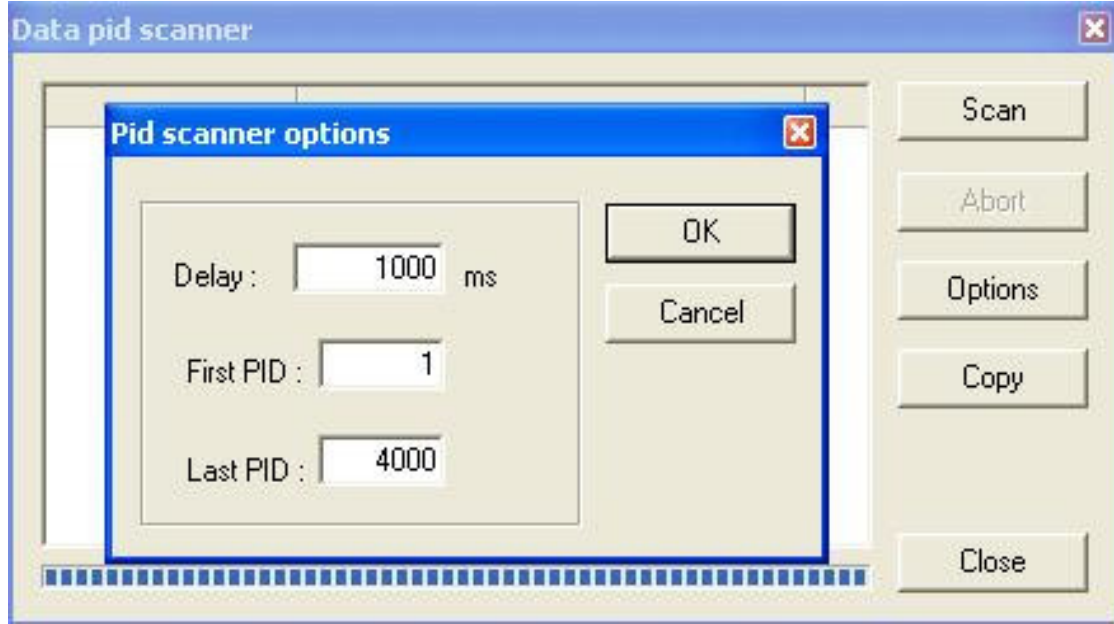 Data pid scanner
Pid scanner options
Delay : 1000 ms
First PID : 1
Last PID : 4000
OK
Cancel
Scan
Abort
Options
Copy
Close